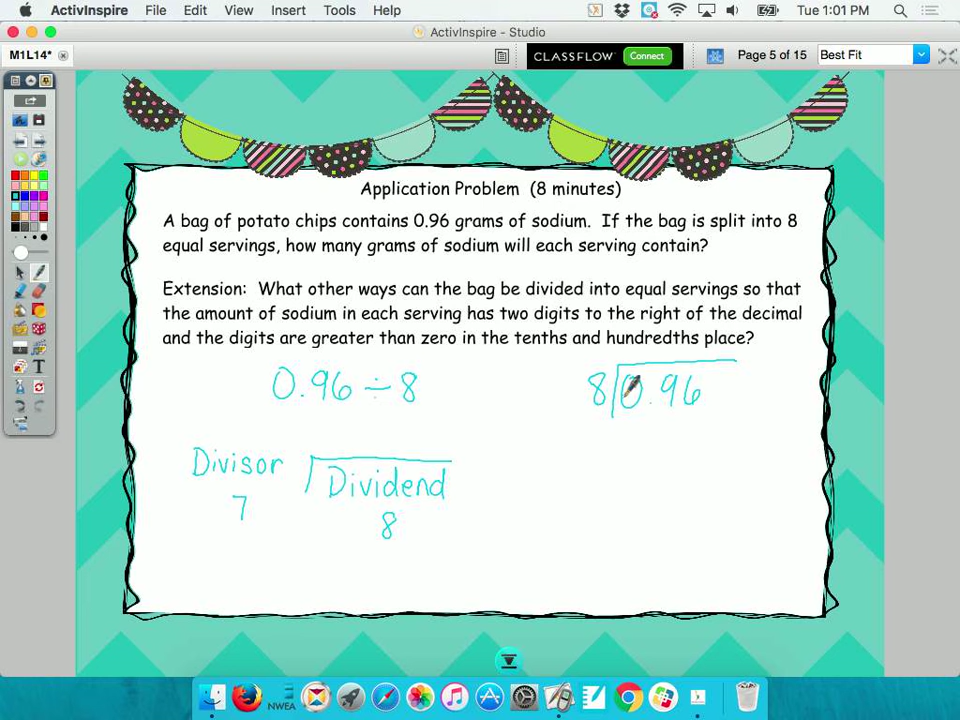 ActivInspire File Edit View Insert Tools Help Tue 1:01 PM
ActivInspire - Studio
M1L14* CLASSFLOW Connect Page 5 of 15 Best Fit
Application Problem (8 minutes)
A bag of potato chips contains 0.96 grams of sodium. If the bag is split into 8
equal servings, how many grams of sodium will each serving contain?
Extension: What other ways can the bag be divided into equal servings so that
the amount of sodium in each serving has two digits to the right of the decimal
and the digits are greater than zero in the tenths and hundredths place?
0.96 ÷ 8
8 0.96
Divisor Dividend
7 8
NWEA